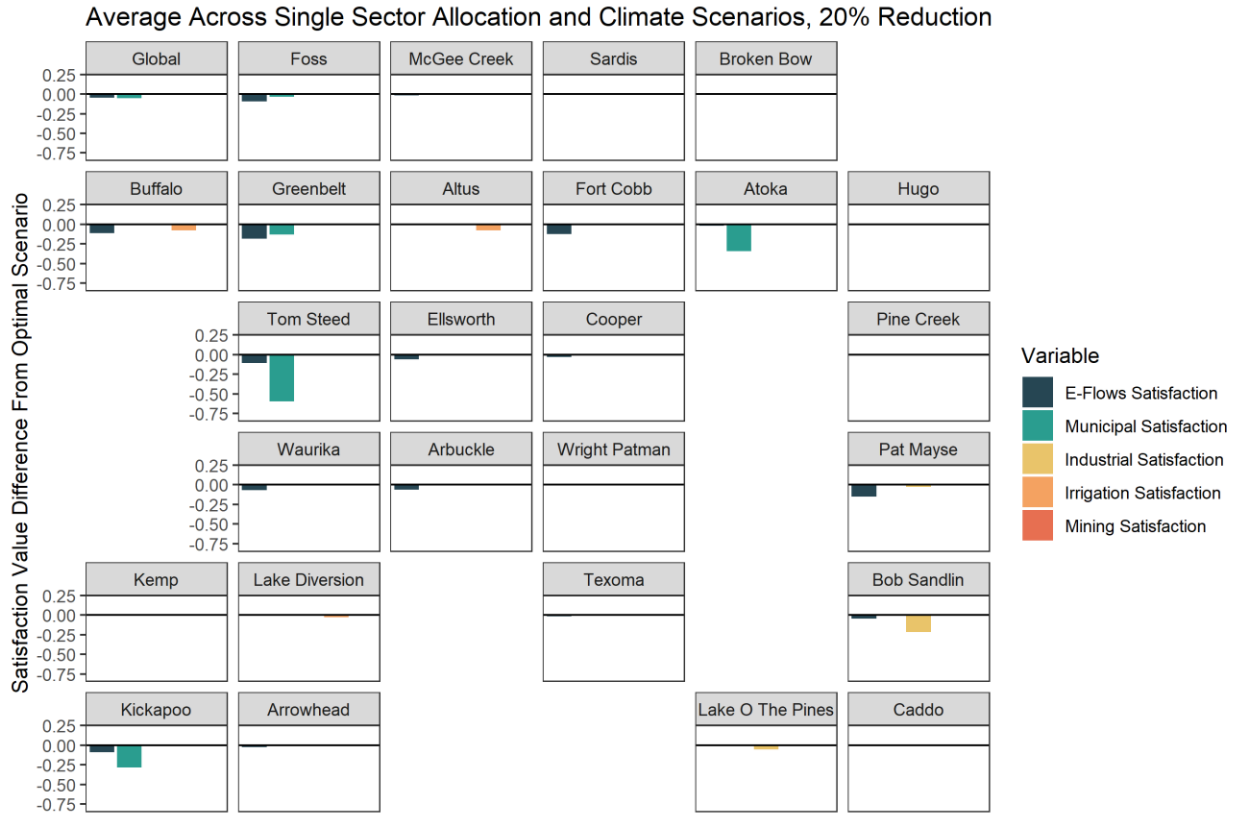 Average Across Single Sector Allocation and Climate Scenarios, 20% Reduction
Satisfaction Value Difference From Optimal Scenario
Global Foss McGee Creek Sardis Broken Bow
0.25
0.00
-0.25
-0.50
-0.75
Buffalo Greenbelt Altus Fort Cobb Atoka Hugo
0.25
0.00
-0.25
-0.50
-0.75
Tom Steed Ellsworth Cooper Pine Creek
0.25
0.00
-0.25
-0.50
-0.75
Waurika Arbuckle Wright Patman Pat Mayse
0.25
0.00
-0.25
-0.50
-0.75
Kemp Lake Diversion Texoma Bob Sandlin
0.25
0.00
-0.25
-0.50
-0.75
Kickapoo Arrowhead Lake O The Pines Caddo
0.25
0.00
-0.25
-0.50
-0.75
Variable
E-Flows Satisfaction
Municipal Satisfaction
Industrial Satisfaction
Irrigation Satisfaction
Mining Satisfaction